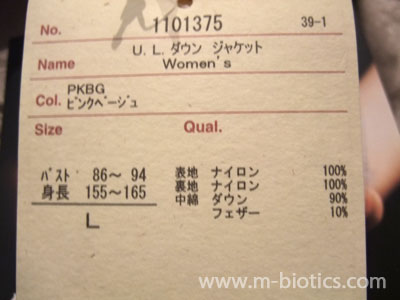 No. 1101375 39-1
U. L. ダウン ジャケット
Name Women's
PKBG
Col. ピンクベージュ
Size Qual.
バスト 86～ 94
身長 155～165
L
表地 ナイロン 100%
裏地 ナイロン 100%
中綿 ダウン 90%
フェザー 10%
www.m-biotics.com